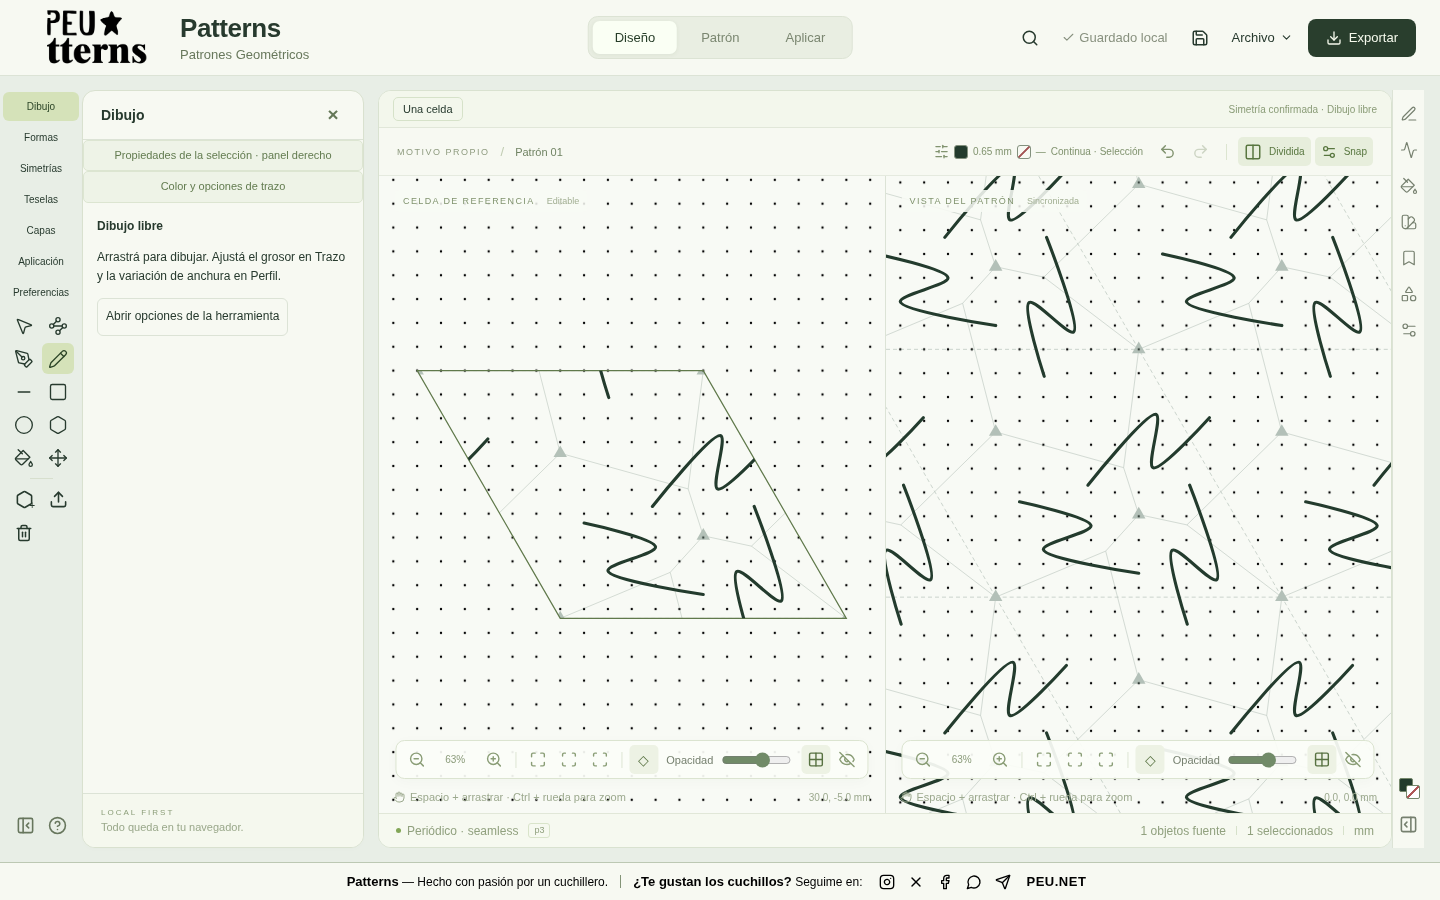 PEU
tterns
Patterns
Patrones Geométricos
Diseño
Patrón
Aplicar
Guardado local
Archivo
Exportar
Dibujo
Formas
Simetrías
Teselas
Capas
Aplicación
Preferencias
Dibujo
Propiedades de la selección · panel derecho
Color y opciones de trazo
Dibujo libre
Arrastrá para dibujar. Ajustá el grosor en Trazo
y la variación de anchura en Perfil.
Abrir opciones de la herramienta
LOCAL FIRST
Todo queda en tu navegador.
Una celda
Simetría confirmada · Dibujo libre
MOTIVO PROPIO / Patrón 01
0.65 mm
— Continua · Selección
Dividida
Snap
CELDA DE REFERENCIA
Editable
VISTA DEL PATRÓN
Sincronizada
63%
Opacidad
63%
Opacidad
Espacio + arrastrar · Ctrl + rueda para zoom
30.0, -5.0 mm
Espacio + arrastrar · Ctrl + rueda para zoom
0.0, 0.0 mm
Periódico · seamless
p3
1 objetos fuente
1 seleccionados
mm
Patterns — Hecho con pasión por un cuchillero.
¿Te gustan los cuchillos? Seguime en:
PEU.NET